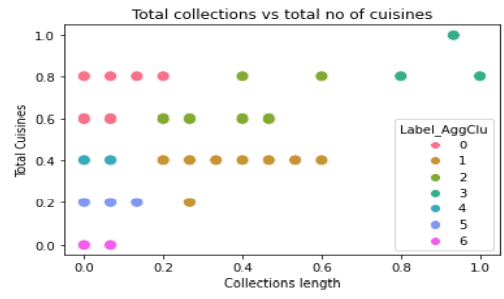 Total collections vs total no of cuisines
Total Cuisines
1.0
0.8
0.6
0.4
0.2
0.0
Label_AggClu
0
1
2
3
4
5
6
0.0 0.2 0.4 0.6 0.8 1.0
Collections length